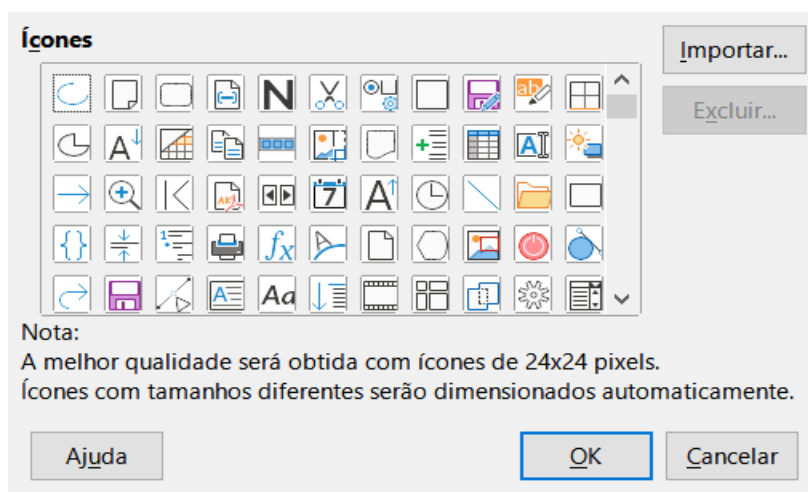 Ícones
Importar...
Excluir...
Nota:
A melhor qualidade será obtida com ícones de 24x24 pixels.
Ícones com tamanhos diferentes serão dimensionados automaticamente.
Ajuda
OK
Cancelar